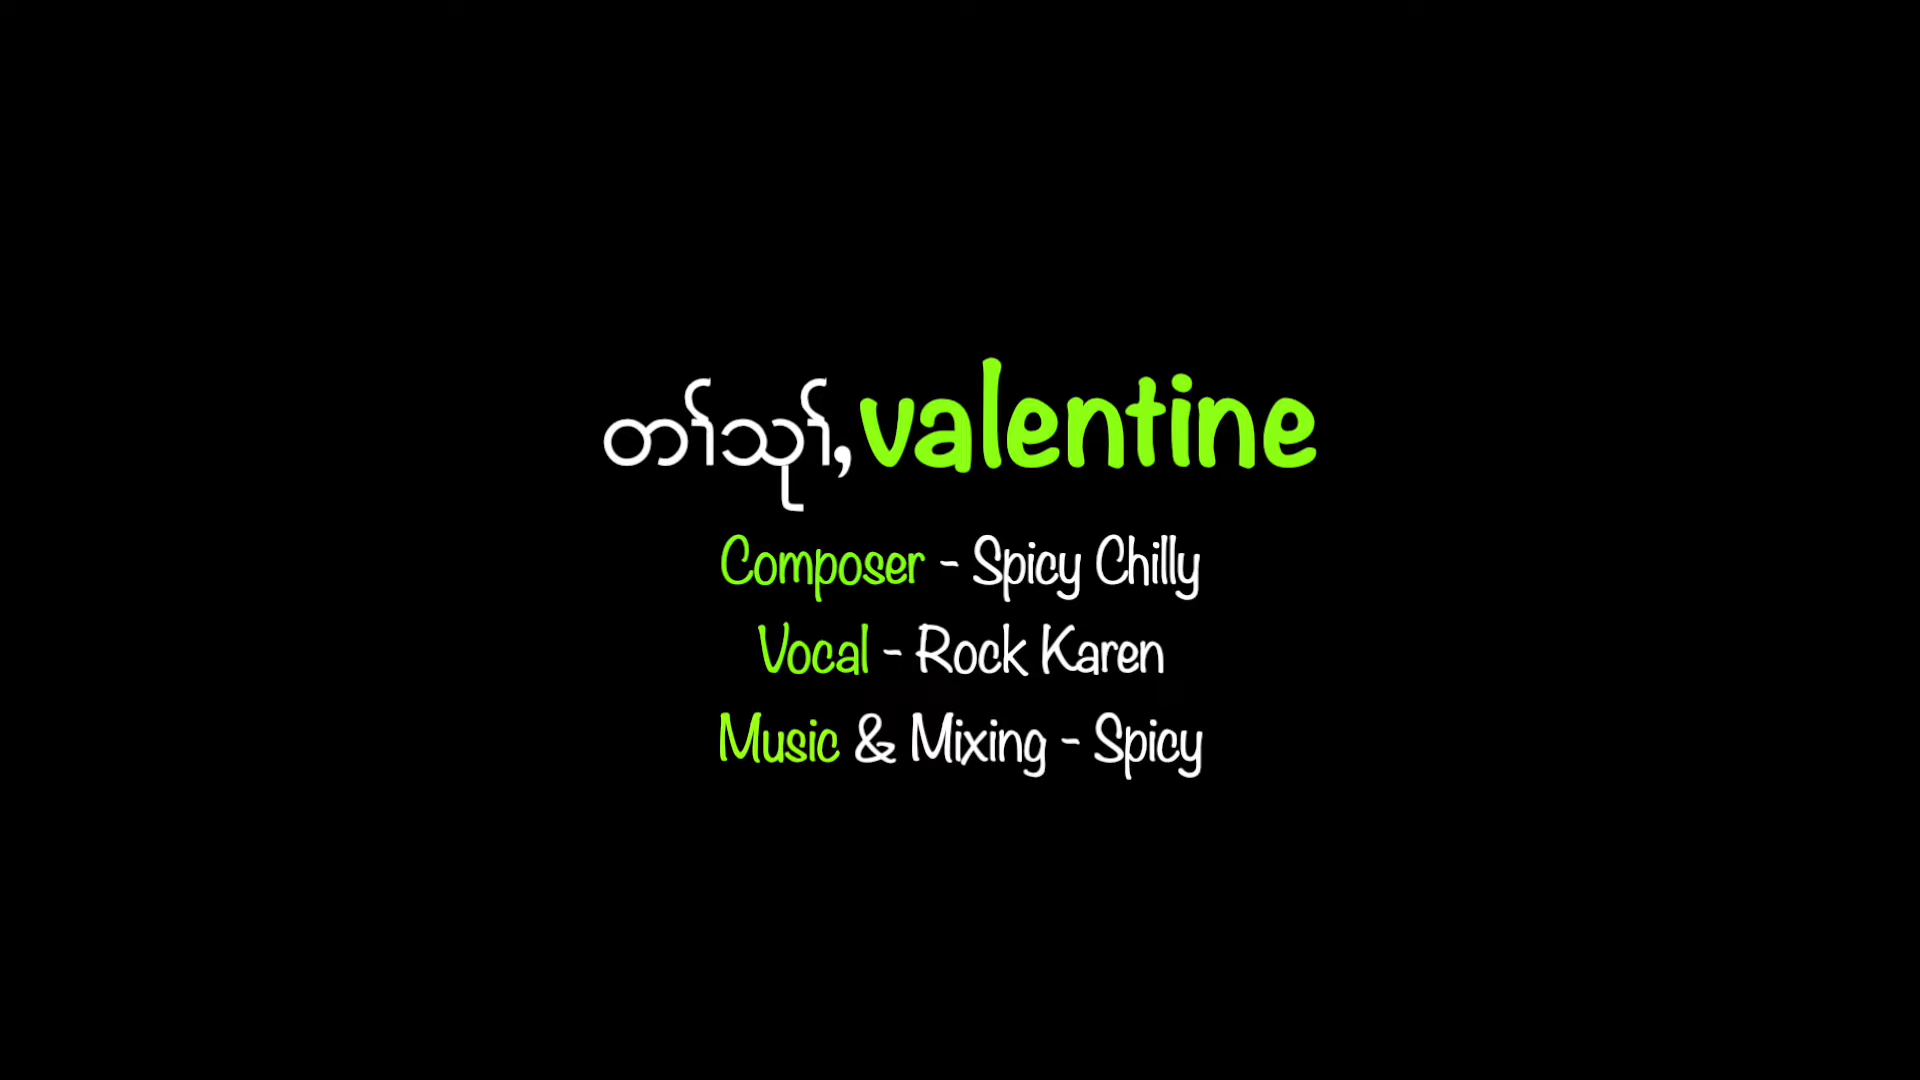 တၢ်သုၢ်,valentine
Composer - Spicy Chilly
Vocal - Rock Karen
Music & Mixing - Spicy